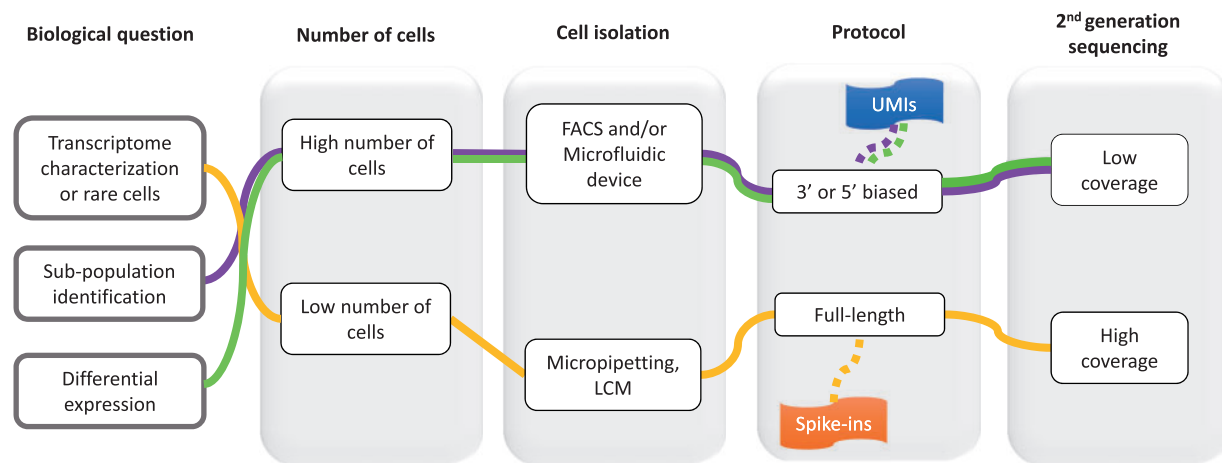 Biological question
Number of cells
Cell isolation
Protocol
2nd generation
sequencing
Transcriptome
characterization
or rare cells
Sub-population
identification
Differential
expression
High number of
cells
Low number of
cells
FACS and/or
Microfluidic
device
Micropipetting,
LCM
UMIs
3’ or 5’ biased
Full-length
Spike-ins
Low
coverage
High
coverage